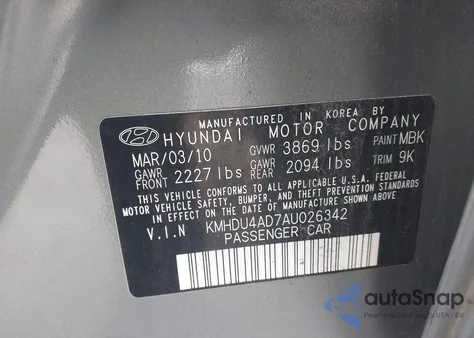 MANUFACTURED IN KOREA BY
HYUNDAI MOTOR COMPANY
MAR/03/10 GVWR 3869 lbs PAINT MBK
GAWR FRONT 2227 lbs GAWR REAR 2094 lbs TRIM 9K
THIS VEHICLE CONFORMS TO ALL APPLICABLE U.S.A. FEDERAL
MOTOR VEHICLE SAFETY, BUMPER, AND THEFT PREVENTION STANDARDS
IN EFFECT ON THE DATE OF MANUFACTURE SHOWN ABOVE.
V.I.N KMHDU4AD7AU026342
PASSENGER CAR
autoSnap